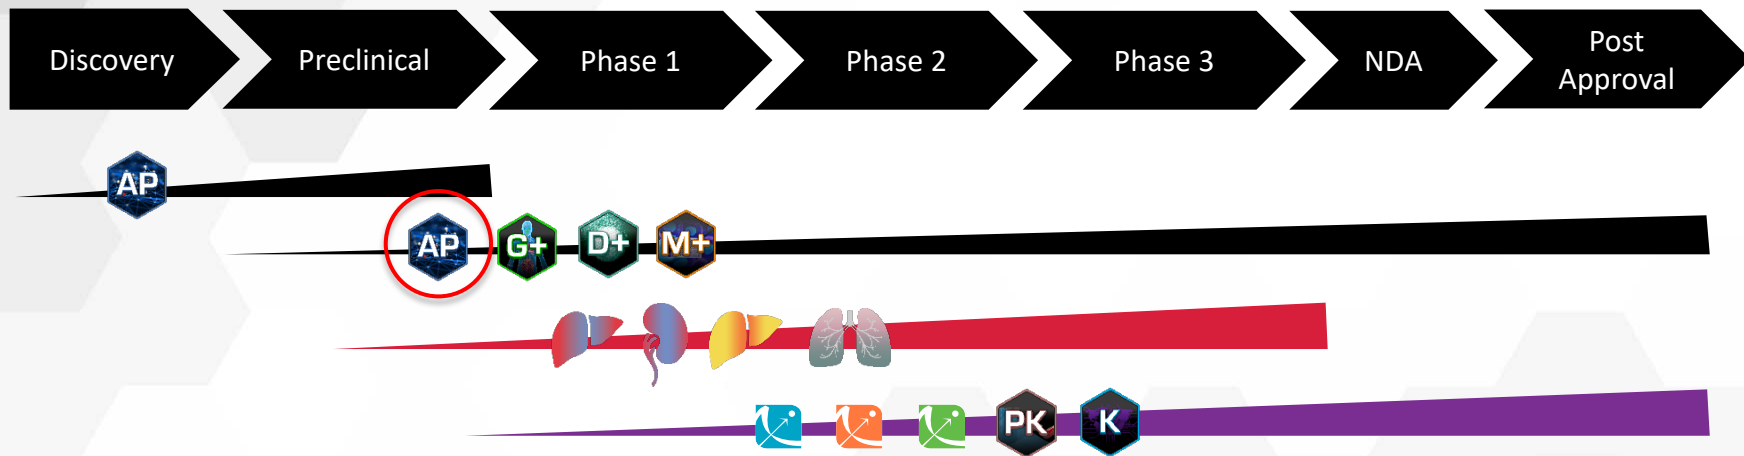 Discovery
Preclinical
Phase 1
Phase 2
Phase 3
NDA
Post
Approval
AP
AP
G+
D+
M+
PK
K